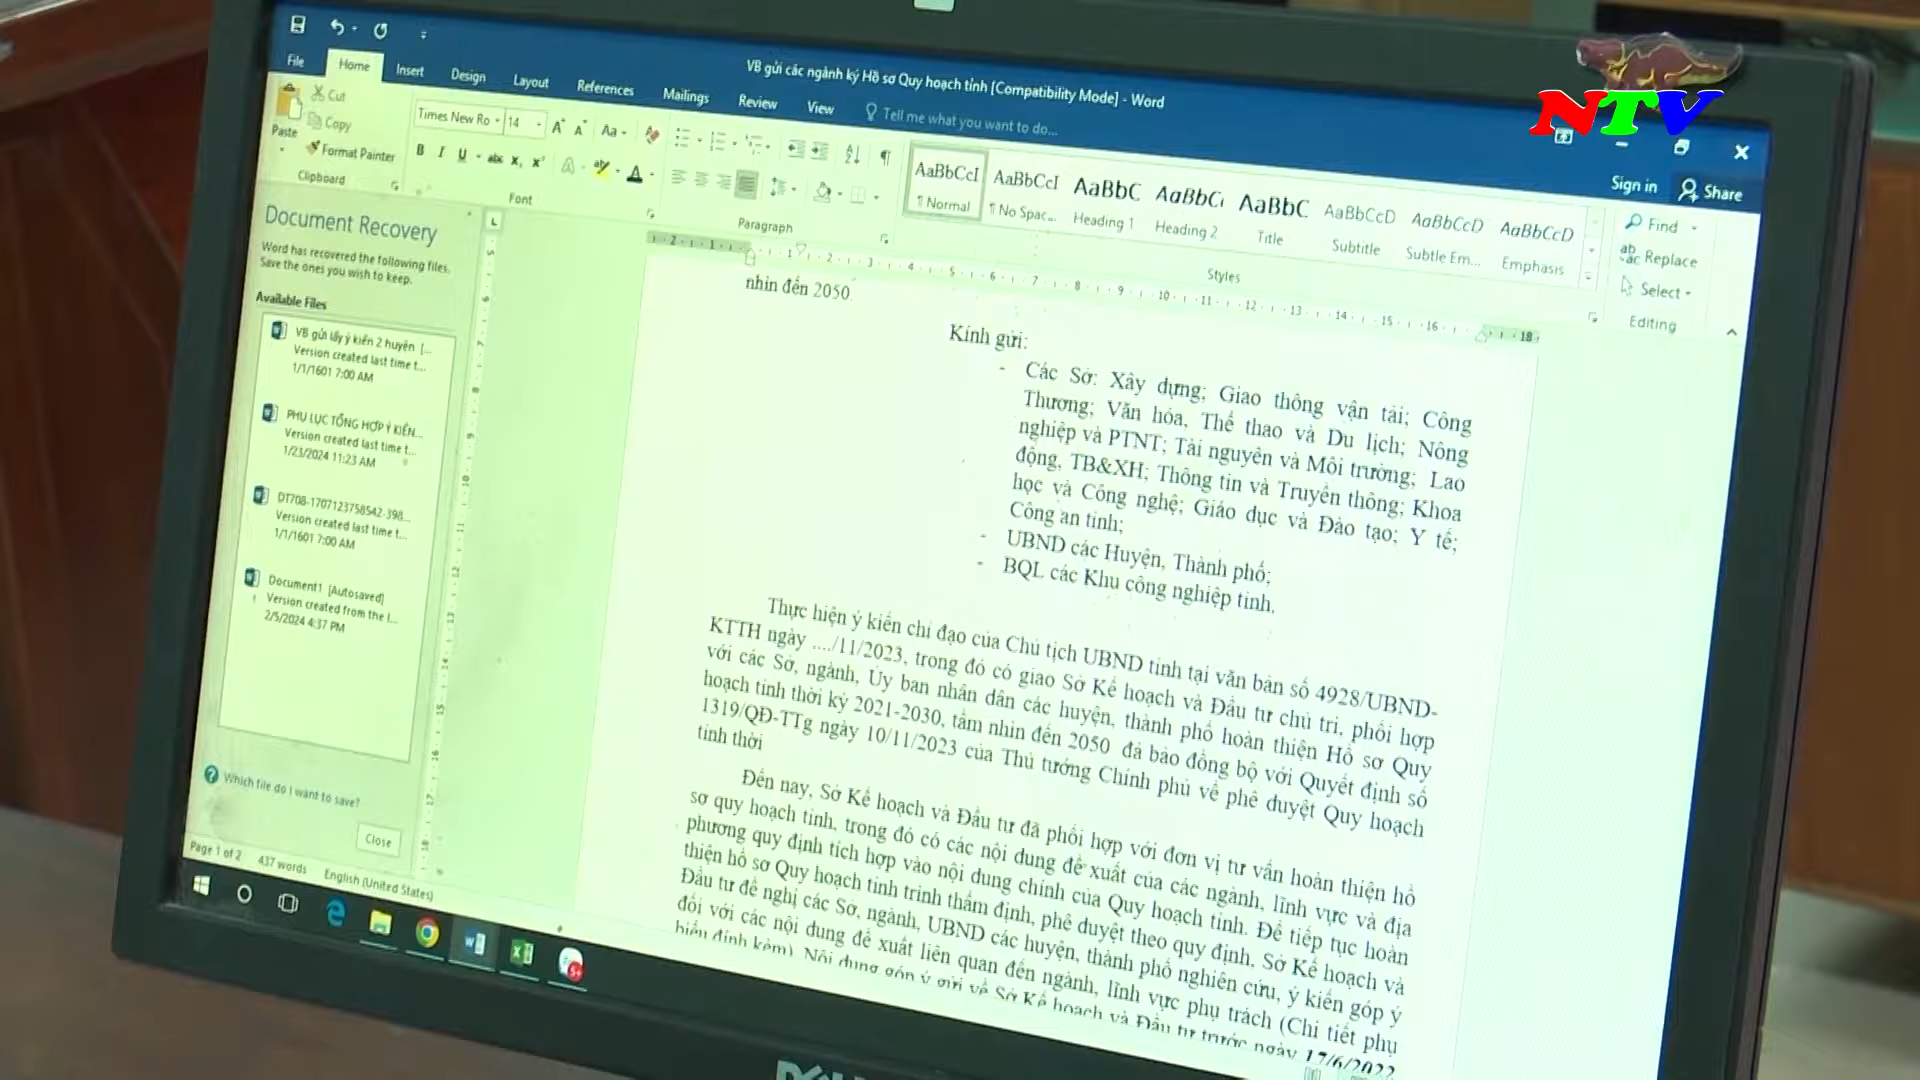 VB gửi các ngành ký Hồ sơ Quy hoạch tỉnh [Compatibility Mode] - Word
NTV
File Home Insert Design Layout References Mailings Review View Tell me what you want to do...
Sign in Share
Paste
Cut
Copy
Format Painter
Clipboard
Times New Ro 14
Font
Paragraph
AaBbCcI AaBbCcI AaBbC AaBbCc AaBbC AaBbCcD AaBbCcD AaBbCcD
¶ Normal ¶ No Spac... Heading 1 Heading 2 Title Subtitle Subtle Em... Emphasis
Styles
Find
Replace
Select
Editing
Document Recovery
Word has recovered the following files.
Save the ones you wish to keep.
Available Files
VB gửi lấy ý kiến 2 huyện [...
Version created last time t...
1/1/1601 7:00 AM
PHỤ LỤC TỔNG HỢP Ý KIẾN...
Version created last time t...
1/23/2024 11:23 AM
DT708-1707123758542-398...
Version created last time t...
1/1/1601 7:00 AM
Document1 [Autosaved]
Version created from the l...
2/5/2024 4:37 PM
Which file do I want to save?
Close
nhìn đến 2050
Kính gửi:
- Các Sở: Xây dựng; Giao thông vận tải; Công
Thương; Văn hóa, Thể thao và Du lịch; Nông
nghiệp và PTNT; Tài nguyên và Môi trường; Lao
động, TB&XH; Thông tin và Truyền thông; Khoa
học và Công nghệ; Giáo dục và Đào tạo; Y tế;
Công an tỉnh;
- UBND các Huyện, Thành phố;
- BQL các Khu công nghiệp tỉnh.
Thực hiện ý kiến chỉ đạo của Chủ tịch UBND tỉnh tại văn bản số 4928/UBND-
KTTH ngày ..../11/2023, trong đó có giao Sở Kế hoạch và Đầu tư chủ trì, phối hợp
với các Sở, ngành, Ủy ban nhân dân các huyện, thành phố hoàn thiện Hồ sơ Quy
hoạch tỉnh thời kỳ 2021-2030, tầm nhìn đến 2050 đã bảo đồng bộ với Quyết định số
1319/QĐ-TTg ngày 10/11/2023 của Thủ tướng Chính phủ về phê duyệt Quy hoạch
tỉnh thời
Đến nay, Sở Kế hoạch và Đầu tư đã phối hợp với đơn vị tư vấn hoàn thiện hồ
sơ quy hoạch tỉnh, trong đó có các nội dung đề xuất của các ngành, lĩnh vực và địa
phương quy định tích hợp vào nội dung chính của Quy hoạch tỉnh. Để tiếp tục hoàn
thiện hồ sơ Quy hoạch tỉnh trình thẩm định, phê duyệt theo quy định, Sở Kế hoạch và
Đầu tư đề nghị các Sở, ngành, UBND các huyện, thành phố nghiên cứu, ý kiến góp ý
đối với các nội dung đề xuất liên quan đến ngành, lĩnh vực phụ trách (Chi tiết phụ
biểu đính kèm). Nội dung góp ý gửi về Sở Kế hoạch và Đầu tư trước ngày 17/6/2022
Page 1 of 2 437 words English (United States)
DELL